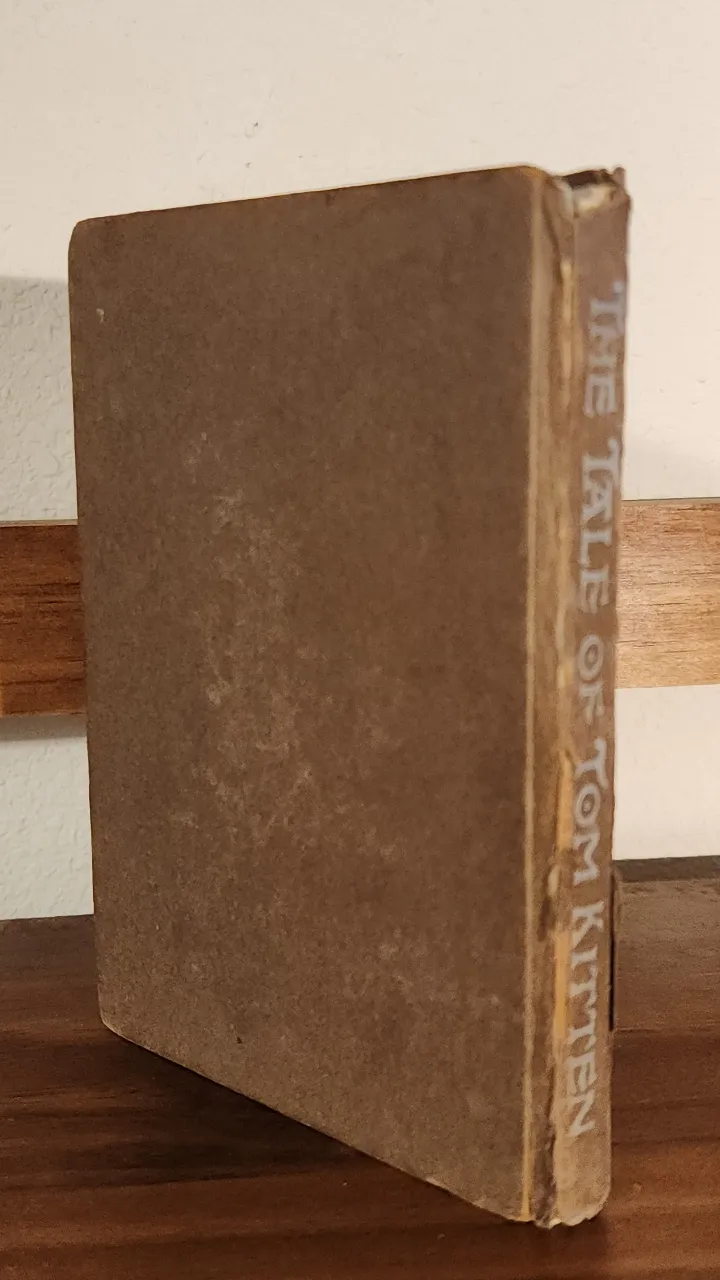 THE TALE OF TOM KITTEN